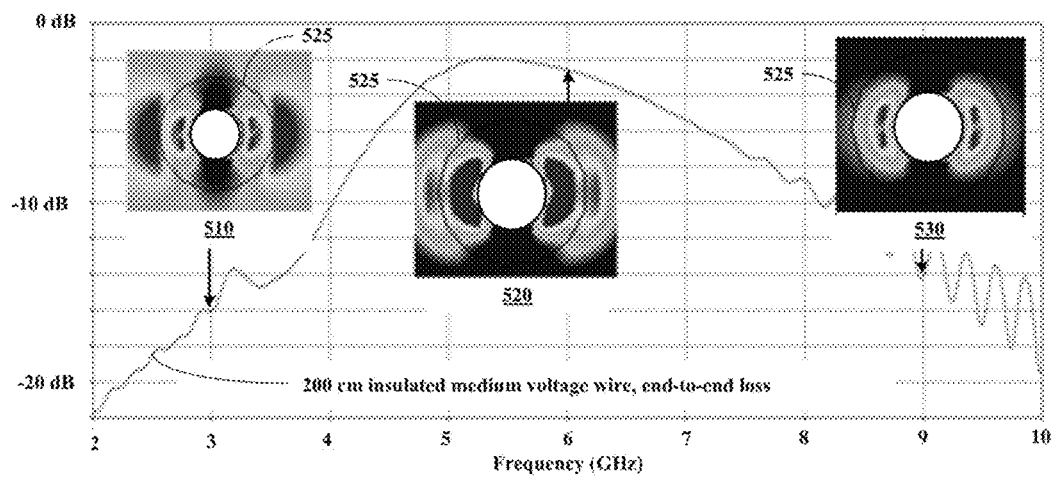 0 dB
525
525
525
-10 dB
510
520
530
-20 dB
200 cm insulated medium voltage wire, end-to-end loss
2 3 4 5 6 7 8 9 10
Frequency (GHz)